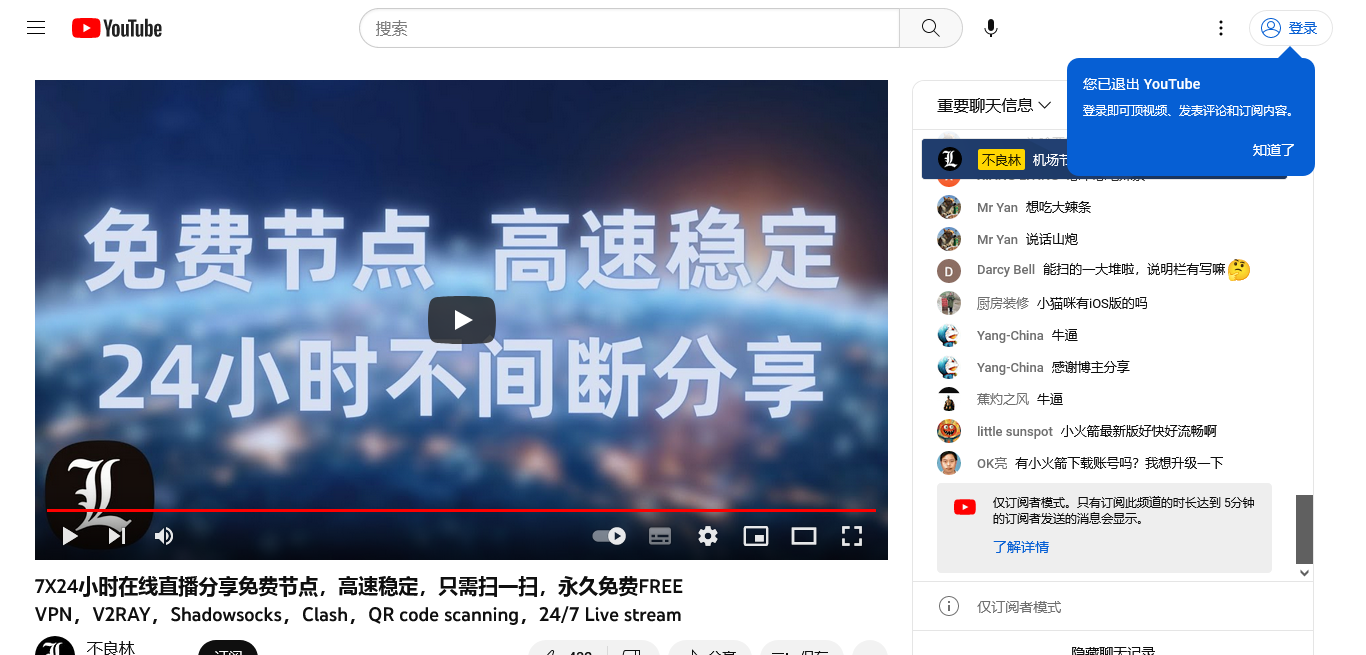 YouTube
搜索
登录
您已退出 YouTube
登录即可顶视频、发表评论和订阅内容。
知道了
免费节点 高速稳定
24小时不间断分享
L
7X24小时在线直播分享免费节点，高速稳定，只需扫一扫，永久免费FREE
VPN，V2RAY，Shadowsocks，Clash，QR code scanning，24/7 Live stream
不良林
订阅
分享
保存
重要聊天信息
不良林 机场节
Mr Yan 想吃大辣条
Mr Yan 说话山炮
D Darcy Bell 能扫的一大堆啦，说明栏有写嘛🤔
厨房装修 小猫咪有iOS版的吗
Yang-China 牛逼
Yang-China 感谢博主分享
蕉灼之风 牛逼
little sunspot 小火箭最新版好快好流畅啊
OK亮 有小火箭下载账号吗？我想升级一下
仅订阅者模式。只有订阅此频道的时长达到 5分钟
的订阅者发送的消息会显示。
了解详情
仅订阅者模式
隐藏聊天记录